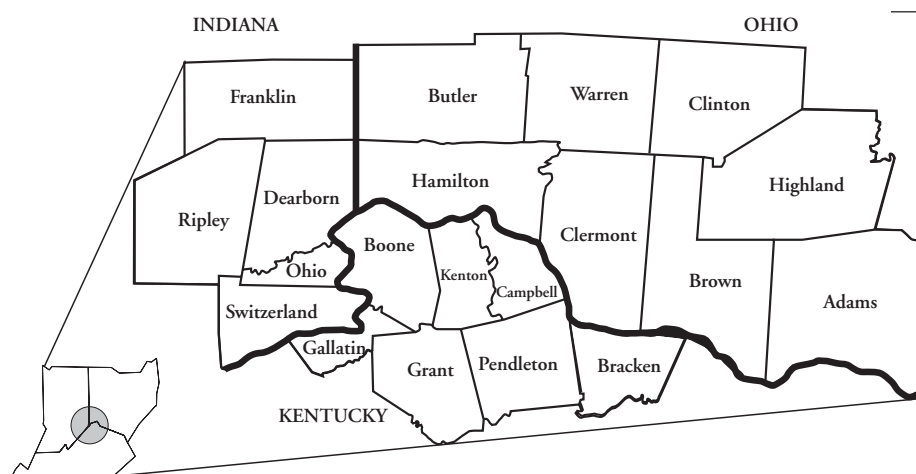 INDIANA
OHIO
Franklin
Butler
Warren
Clinton
Hamilton
Highland
Dearborn
Ripley
Clermont
Boone
Ohio
Kenton
Campbell
Brown
Adams
Switzerland
Gallatin
Grant
Pendleton
Bracken
KENTUCKY